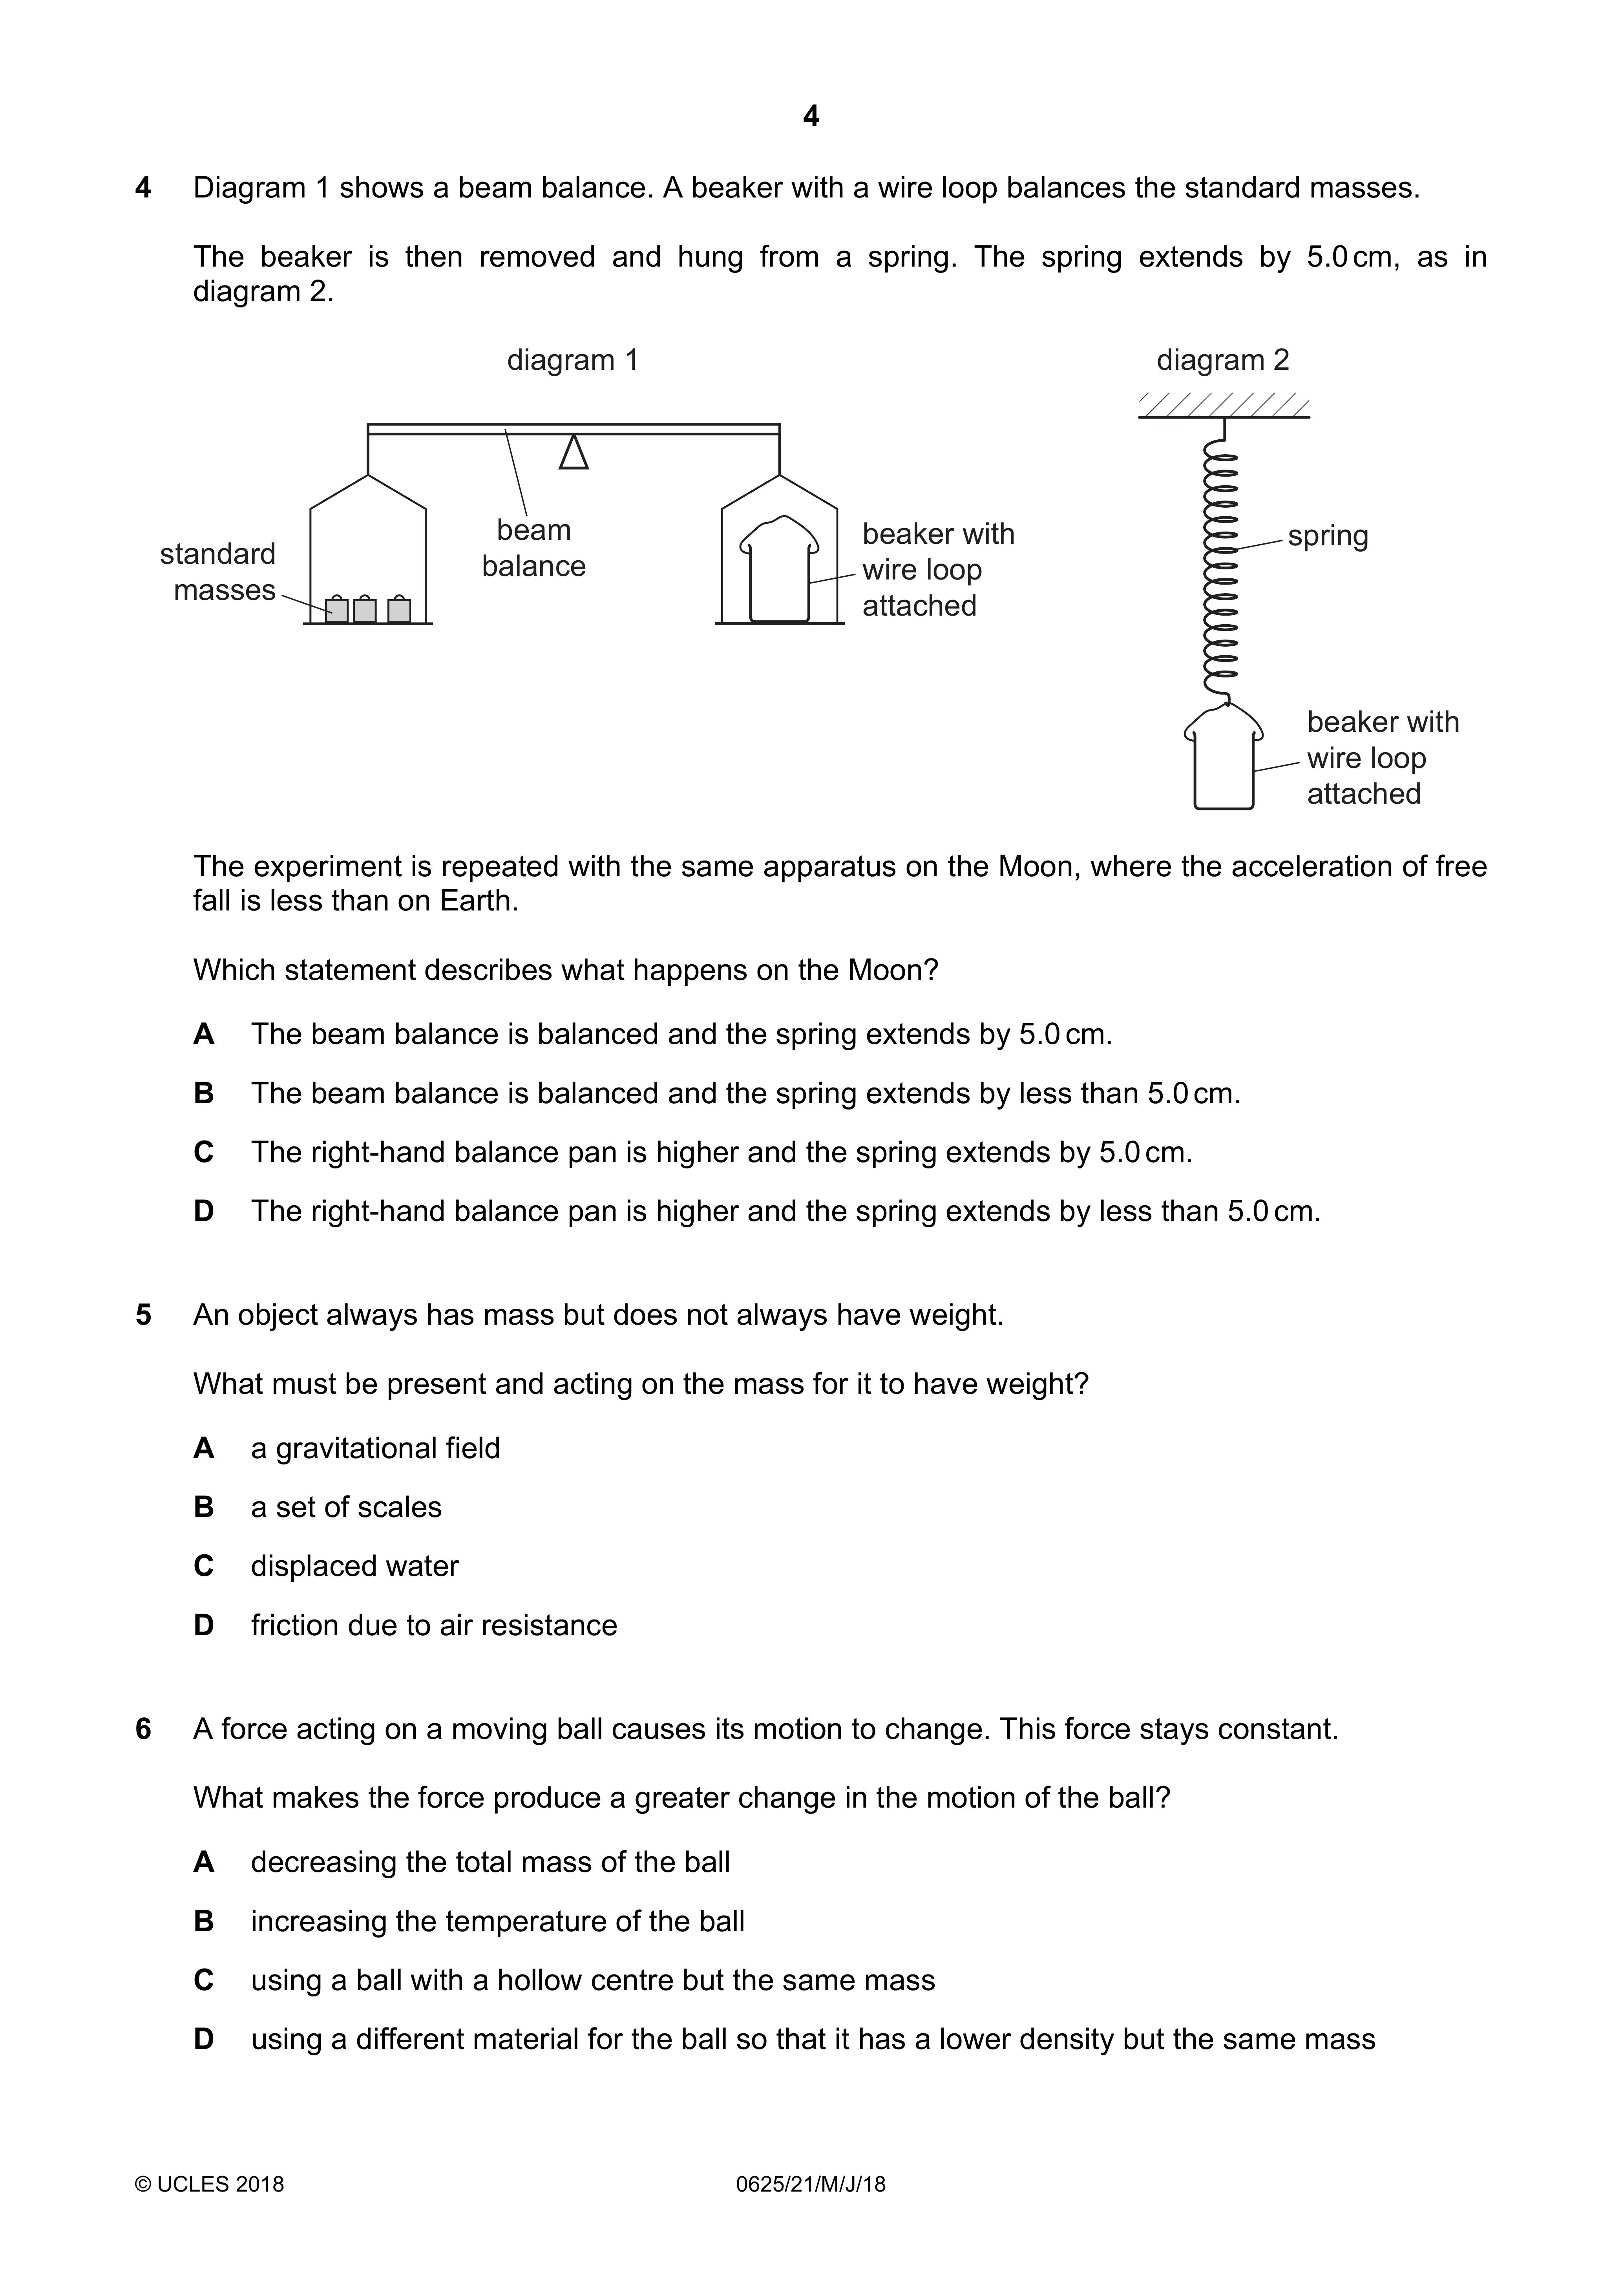 4
4 Diagram 1 shows a beam balance. A beaker with a wire loop balances the standard masses.
The beaker is then removed and hung from a spring. The spring extends by 5.0 cm, as in
diagram 2.
diagram 1
diagram 2
standard
masses
beam
balance
beaker with
wire loop
attached
spring
beaker with
wire loop
attached
The experiment is repeated with the same apparatus on the Moon, where the acceleration of free
fall is less than on Earth.
Which statement describes what happens on the Moon?
A The beam balance is balanced and the spring extends by 5.0 cm.
B The beam balance is balanced and the spring extends by less than 5.0 cm.
C The right-hand balance pan is higher and the spring extends by 5.0 cm.
D The right-hand balance pan is higher and the spring extends by less than 5.0 cm.
5 An object always has mass but does not always have weight.
What must be present and acting on the mass for it to have weight?
A a gravitational field
B a set of scales
C displaced water
D friction due to air resistance
6 A force acting on a moving ball causes its motion to change. This force stays constant.
What makes the force produce a greater change in the motion of the ball?
A decreasing the total mass of the ball
B increasing the temperature of the ball
C using a ball with a hollow centre but the same mass
D using a different material for the ball so that it has a lower density but the same mass
© UCLES 2018
0625/21/M/J/18